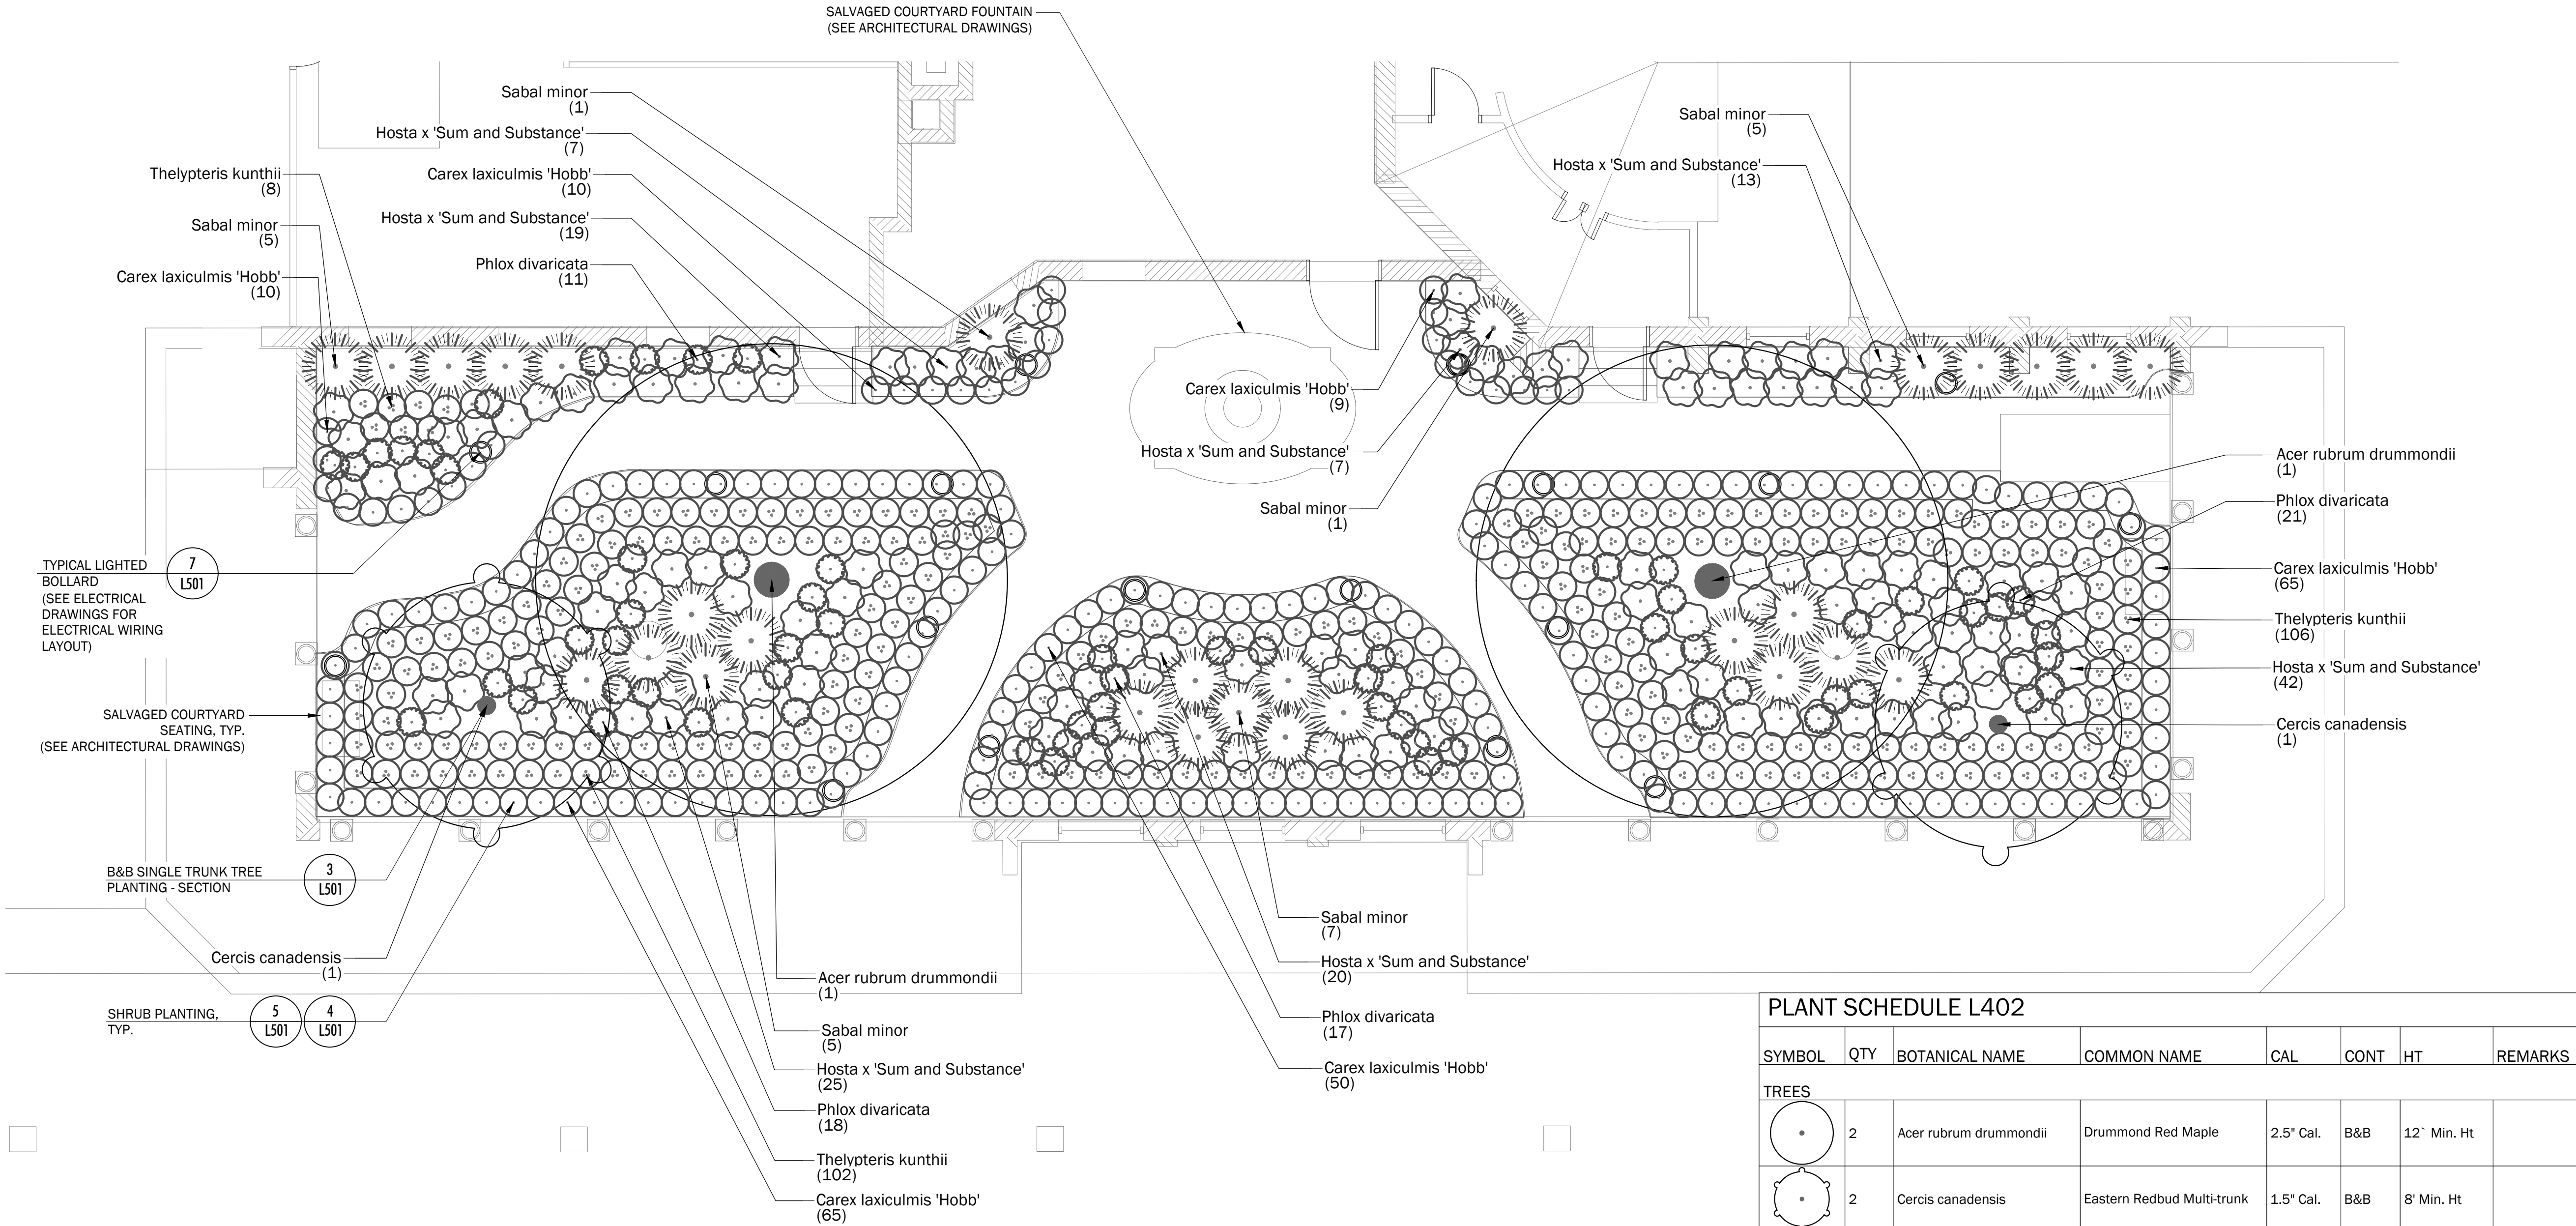 SALVAGED COURTYARD FOUNTAIN
(SEE ARCHITECTURAL DRAWINGS)
Sabal minor
(1)
Hosta x 'Sum and Substance'
(7)
Carex laxiculmis 'Hobb'
(10)
Hosta x 'Sum and Substance'
(19)
Phlox divaricata
(11)
Thelypteris kunthii
(8)
Sabal minor
(5)
Carex laxiculmis 'Hobb'
(10)
Sabal minor
(5)
Hosta x 'Sum and Substance'
(13)
Carex laxiculmis 'Hobb'
(9)
Hosta x 'Sum and Substance'
(7)
Sabal minor
(1)
Acer rubrum drummondii
(1)
Phlox divaricata
(21)
Carex laxiculmis 'Hobb'
(65)
Thelypteris kunthii
(106)
Hosta x 'Sum and Substance'
(42)
Cercis canadensis
(1)
TYPICAL LIGHTED
BOLLARD
(SEE ELECTRICAL
DRAWINGS FOR
ELECTRICAL WIRING
LAYOUT)
7
L501
SALVAGED COURTYARD
SEATING, TYP.
(SEE ARCHITECTURAL DRAWINGS)
B&B SINGLE TRUNK TREE
PLANTING - SECTION
3
L501
Cercis canadensis
(1)
SHRUB PLANTING,
TYP.
5
L501
4
L501
Acer rubrum drummondii
(1)
Sabal minor
(5)
Hosta x 'Sum and Substance'
(25)
Phlox divaricata
(18)
Thelypteris kunthii
(102)
Carex laxiculmis 'Hobb'
(65)
Sabal minor
(7)
Hosta x 'Sum and Substance'
(20)
Phlox divaricata
(17)
Carex laxiculmis 'Hobb'
(50)
PLANT SCHEDULE L402
SYMBOL QTY BOTANICAL NAME COMMON NAME CAL CONT HT REMARKS
TREES
2 Acer rubrum drummondii Drummond Red Maple 2.5" Cal. B&B 12` Min. Ht
2 Cercis canadensis Eastern Redbud Multi-trunk 1.5" Cal. B&B 8' Min. Ht